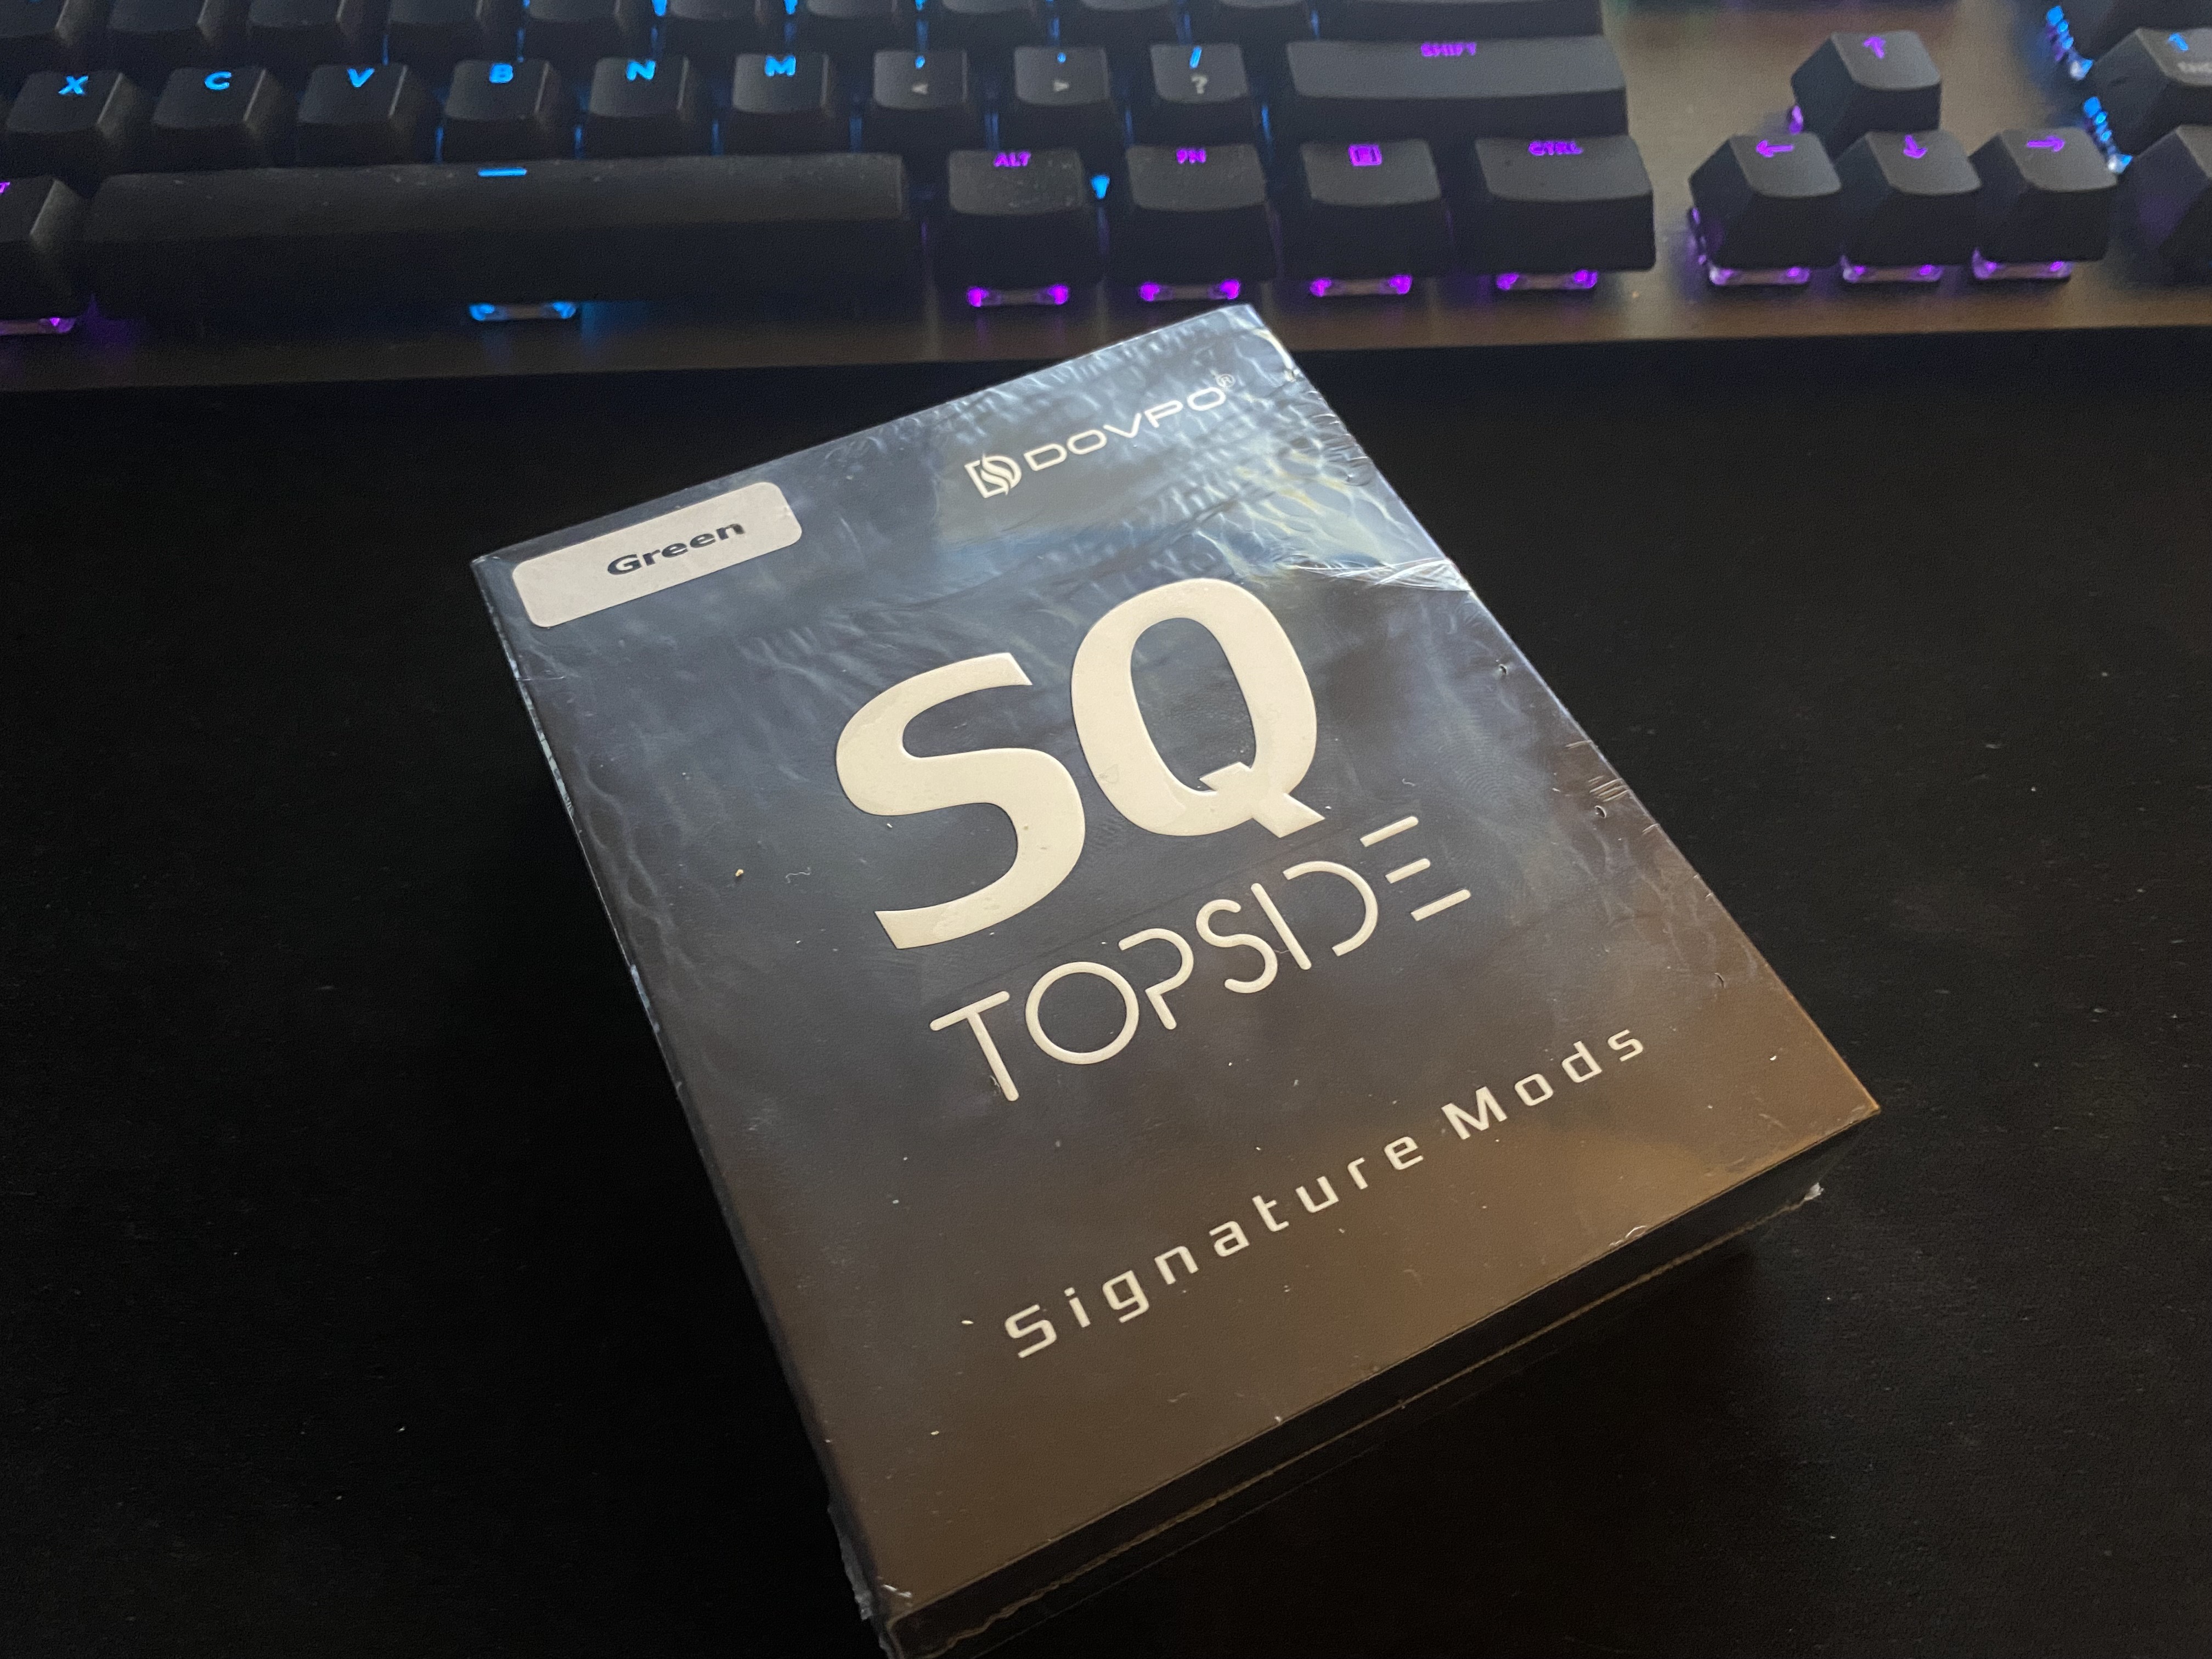 X C V B N M , < . > / ? SHIFT
ALT FN CTRL
DOVPO®
Green
SQ
TOPSIDE
Signature Mods